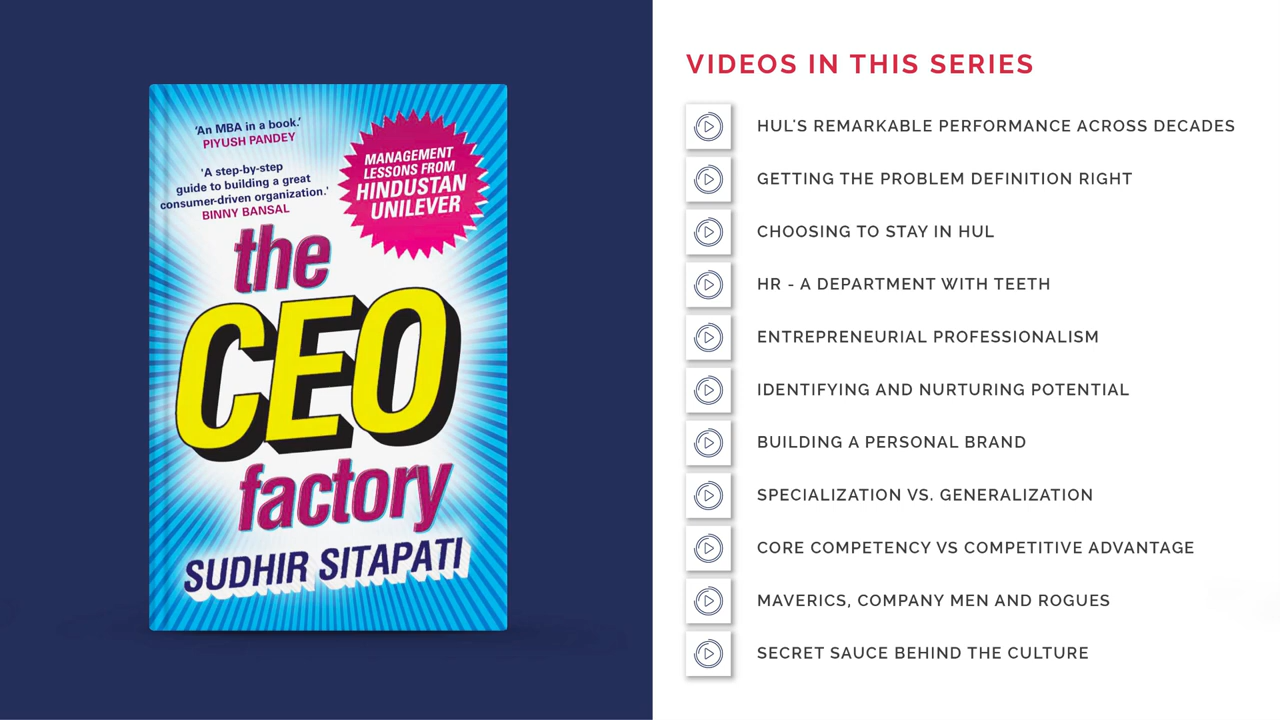 'An MBA in a book.'
PIYUSH PANDEY
'A step-by-step
guide to building a great
consumer-driven organization.'
BINNY BANSAL
MANAGEMENT
LESSONS FROM
HINDUSTAN
UNILEVER
the
CEO
factory
SUDHIR SITAPATI
VIDEOS IN THIS SERIES
HUL'S REMARKABLE PERFORMANCE ACROSS DECADES
GETTING THE PROBLEM DEFINITION RIGHT
CHOOSING TO STAY IN HUL
HR - A DEPARTMENT WITH TEETH
ENTREPRENEURIAL PROFESSIONALISM
IDENTIFYING AND NURTURING POTENTIAL
BUILDING A PERSONAL BRAND
SPECIALIZATION VS. GENERALIZATION
CORE COMPETENCY VS COMPETITIVE ADVANTAGE
MAVERICS, COMPANY MEN AND ROGUES
SECRET SAUCE BEHIND THE CULTURE